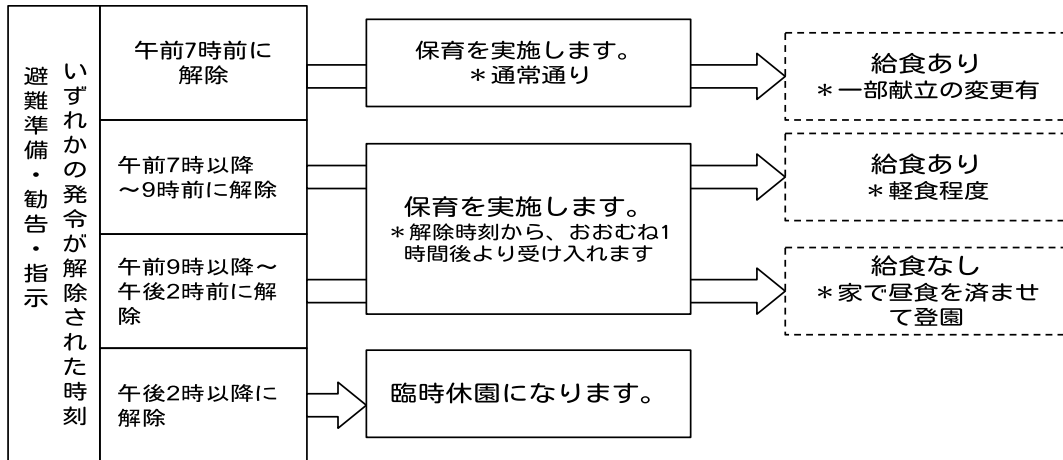 いずれかの発令が解除された時刻
避難準備・勧告・指示
午前7時前に
解除
保育を実施します。
＊通常通り
給食あり
＊一部献立の変更有
午前7時以降
～9時前に解除
保育を実施します。
＊解除時刻から、おおむね1
時間後より受け入れます
給食あり
＊軽食程度
午前9時以降～
午後2時前に解
除
給食なし
＊家で昼食を済ませ
て登園
午後2時以降に
解除
臨時休園になります。